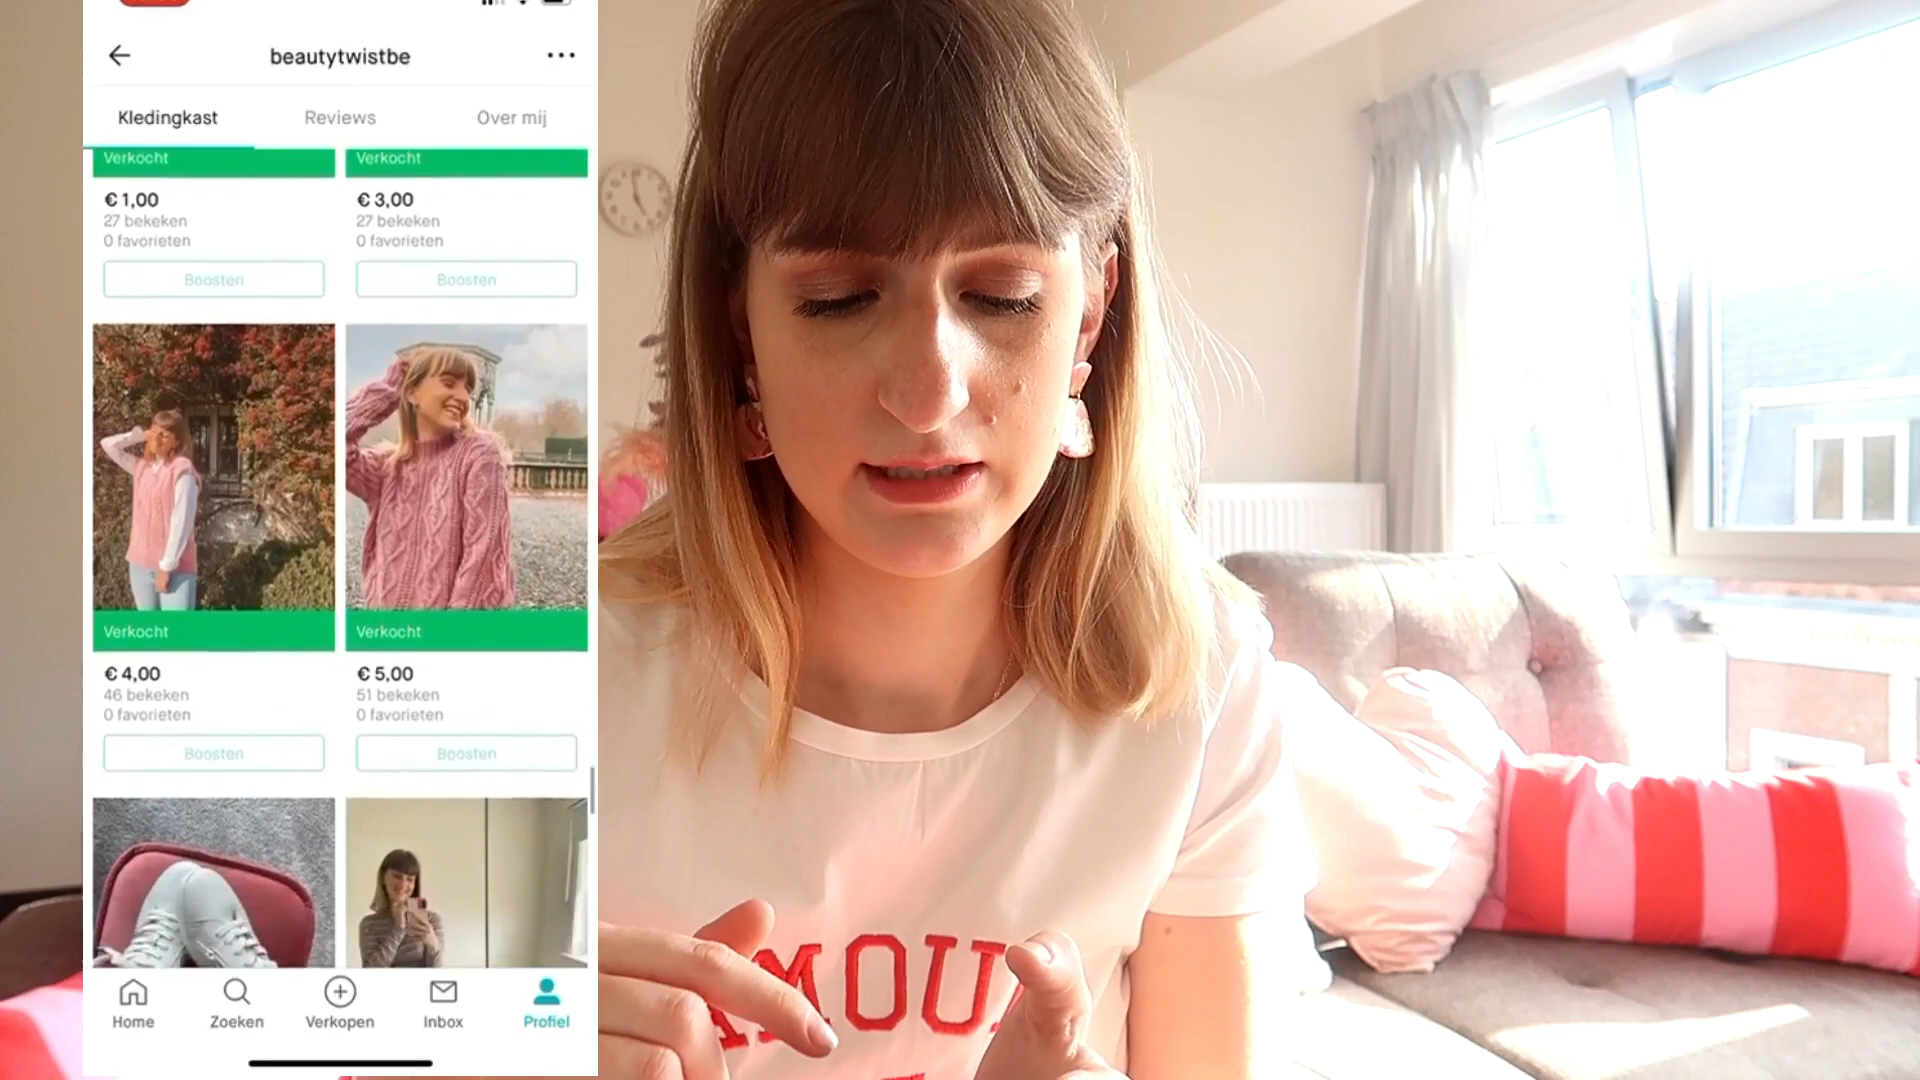 beautytwistbe
Kledingkast Reviews Over mij
Verkocht Verkocht
€ 1,00 € 3,00
27 bekeken 27 bekeken
0 favorieten 0 favorieten
Boosten Boosten
Verkocht Verkocht
€ 4,00 € 5,00
46 bekeken 51 bekeken
0 favorieten 0 favorieten
Boosten Boosten
Home Zoeken Verkopen Inbox Profiel